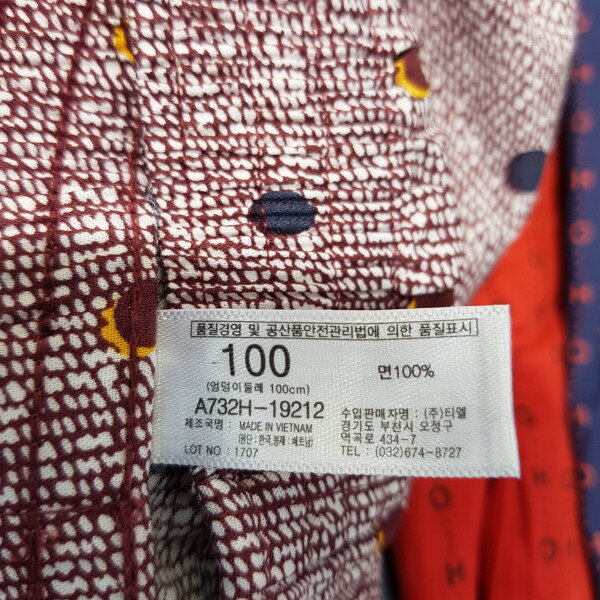 품질경영 및 공산품안전관리법에 의한 품질표시
100
(엉덩이둘레 100cm)
면100%
A732H-19212
제조국명 : MADE IN VIETNAM
(원단:한국,봉제:베트남)
LOT NO : 1707
수입판매자명 : (주)티엘
경기도 부천시 오정구
역곡로 434-7
TEL : (032)674-8727